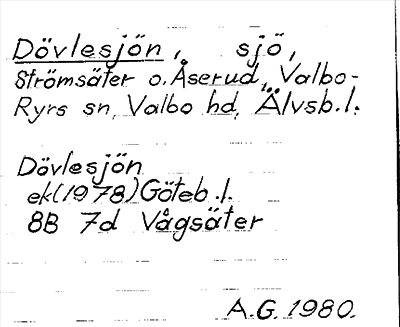 Dövlesjön, sjö,
Strömsäter o. Åserud, Valbo-
Ryrs sn, Valbo hd, Älvsb.l.
Dövlesjön
ek(1978)Göteb.l.
8B 7d Vågsäter
A.G. 1980.